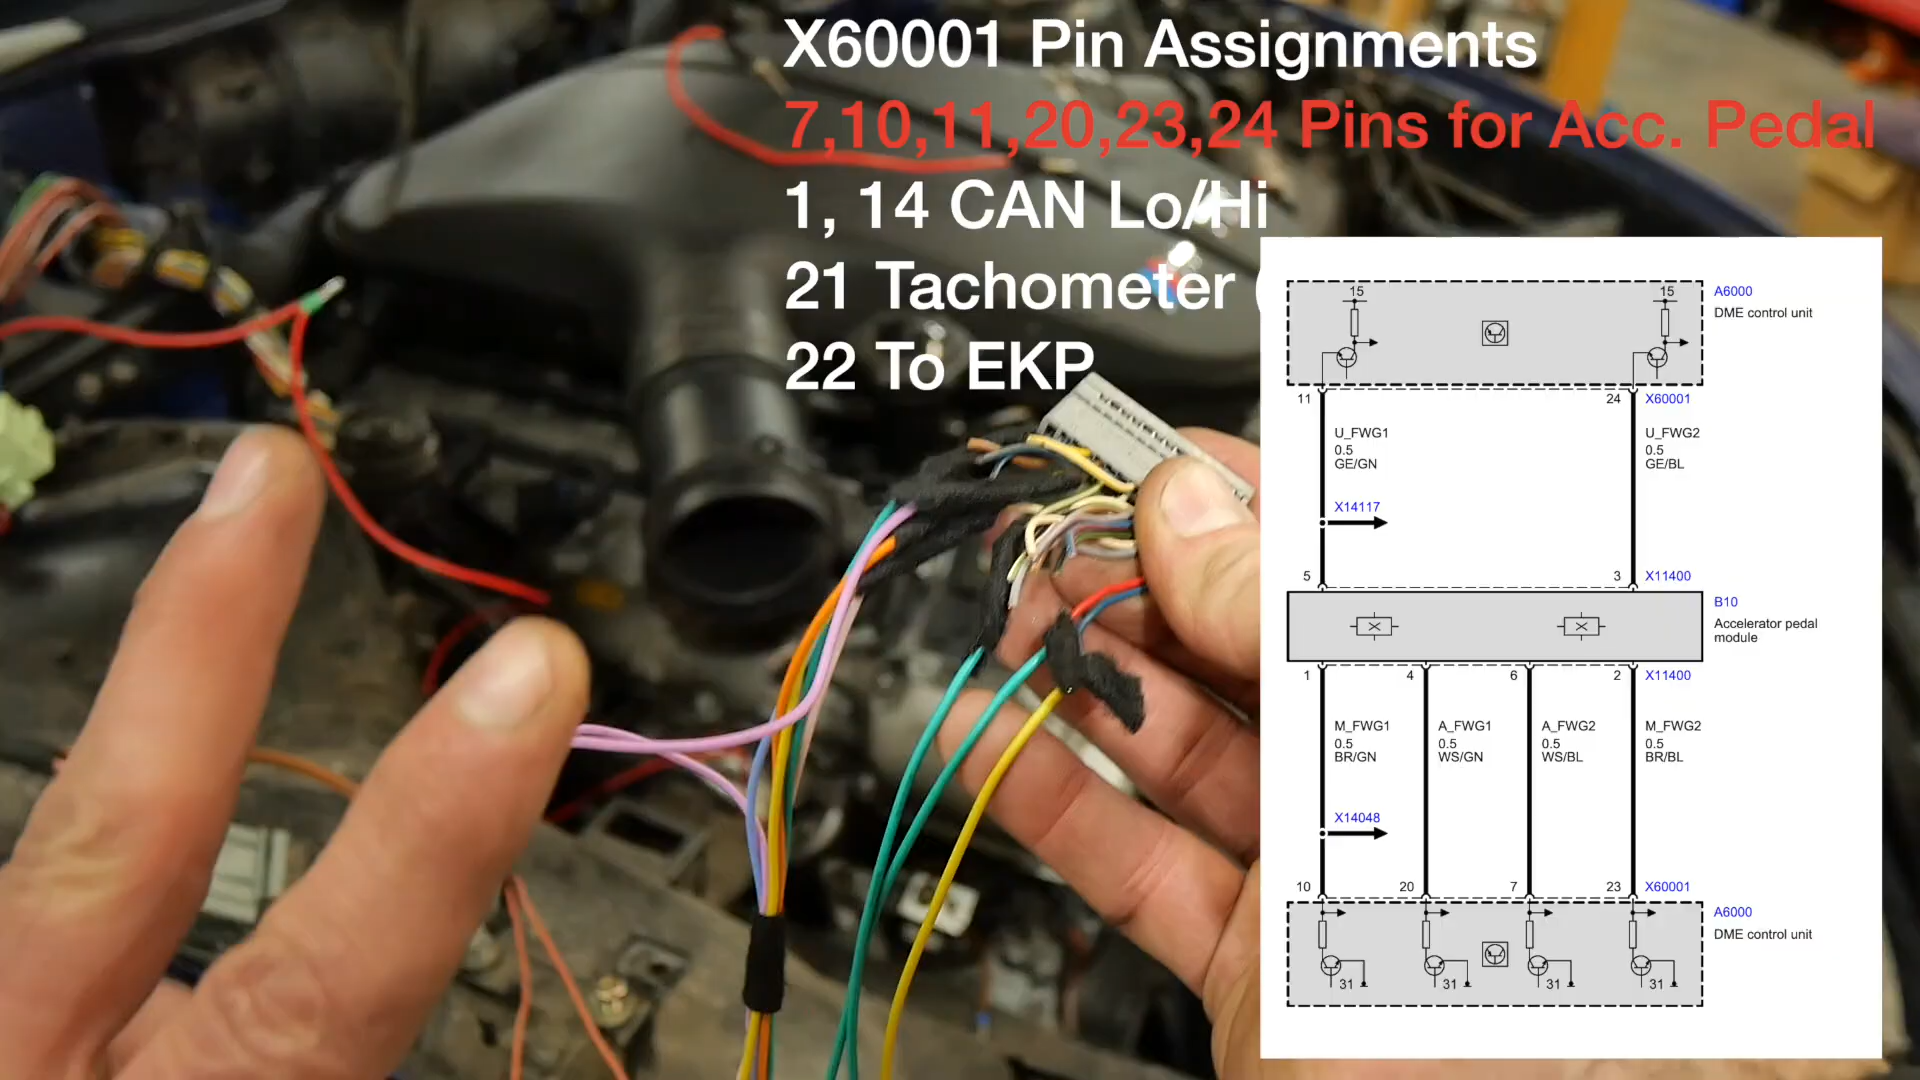 X60001 Pin Assignments
7,10,11,20,23,24 Pins for Acc. Pedal
1, 14 CAN Lo/Hi
21 Tachometer (
22 To EKP
15 15 A6000
DME control unit
11 24 X60001
U_FWG1 U_FWG2
0.5 0.5
GE/GN GE/BL
X14117
5 3 X11400
B10
Accelerator pedal
module
1 4 6 2 X11400
M_FWG1 A_FWG1 A_FWG2 M_FWG2
0.5 0.5 0.5 0.5
BR/GN WS/GN WS/BL BR/BL
X14048
10 20 7 23 X60001
A6000
DME control unit
31 31 31 31